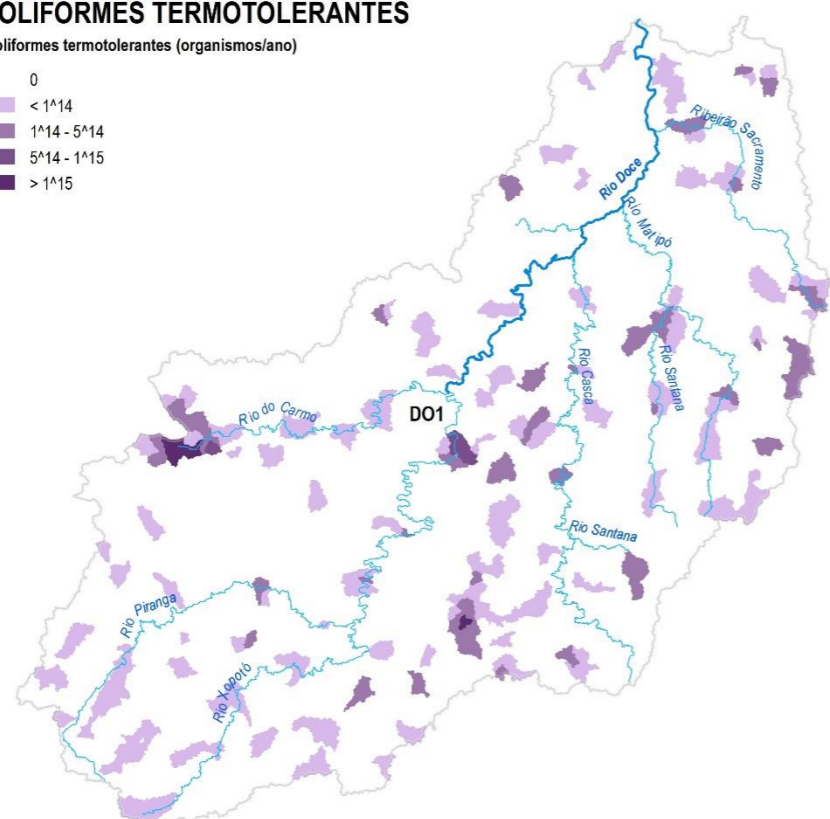 OLIFORMES TERMOTOLERANTES
oliformes termotolerantes (organismos/ano)
0
< 1^14
1^14 - 5^14
5^14 - 1^15
> 1^15
Ribeirão Sacramento
Rio Doce
Rio Matipó
Rio Casca
Rio Santana
Rio do Carmo
DO1
Rio Santana
Rio Piranga
Rio Xopotó